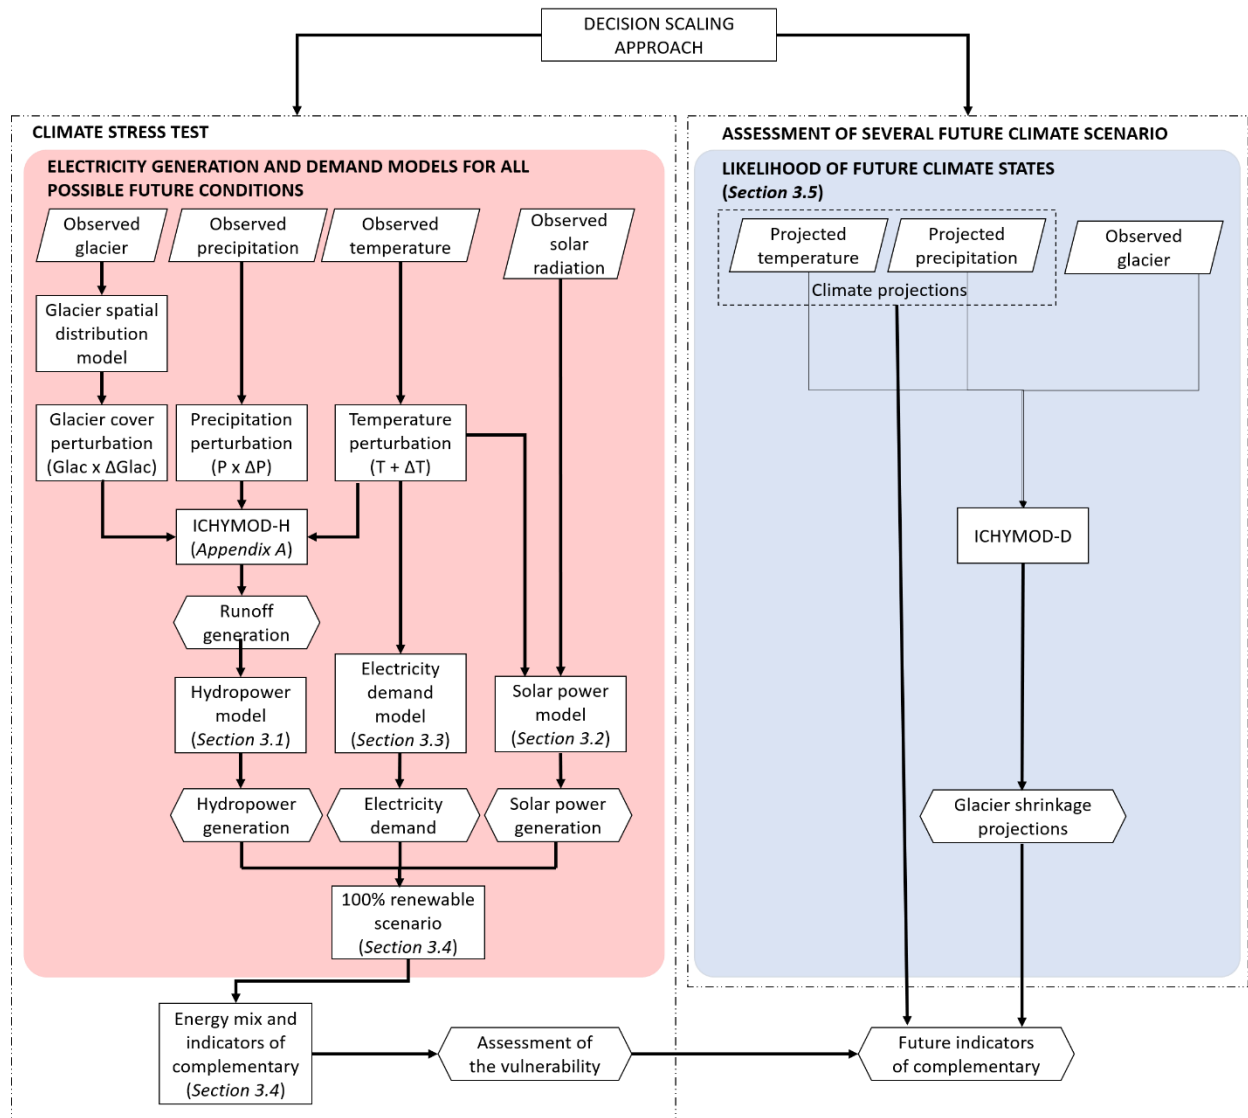 DECISION SCALING
APPROACH
CLIMATE STRESS TEST
ELECTRICITY GENERATION AND DEMAND MODELS FOR ALL
POSSIBLE FUTURE CONDITIONS
Observed
glacier
Observed
precipitation
Observed
temperature
Observed
solar
radiation
Glacier spatial
distribution
model
Glacier cover
perturbation
(Glac x ΔGlac)
Precipitation
perturbation
(P x ΔP)
Temperature
perturbation
(T + ΔT)
ICHYMOD-H
(Appendix A)
Runoff
generation
Hydropower
model
(Section 3.1)
Electricity
demand
model
(Section 3.3)
Solar power
model
(Section 3.2)
Hydropower
generation
Electricity
demand
Solar power
generation
100% renewable
scenario
(Section 3.4)
Energy mix and
indicators of
complementary
(Section 3.4)
Assessment of
the vulnerability
ASSESSMENT OF SEVERAL FUTURE CLIMATE SCENARIO
LIKELIHOOD OF FUTURE CLIMATE STATES
(Section 3.5)
Projected
temperature
Projected
precipitation
Observed
glacier
Climate projections
ICHYMOD-D
Glacier shrinkage
projections
Future indicators
of complementary